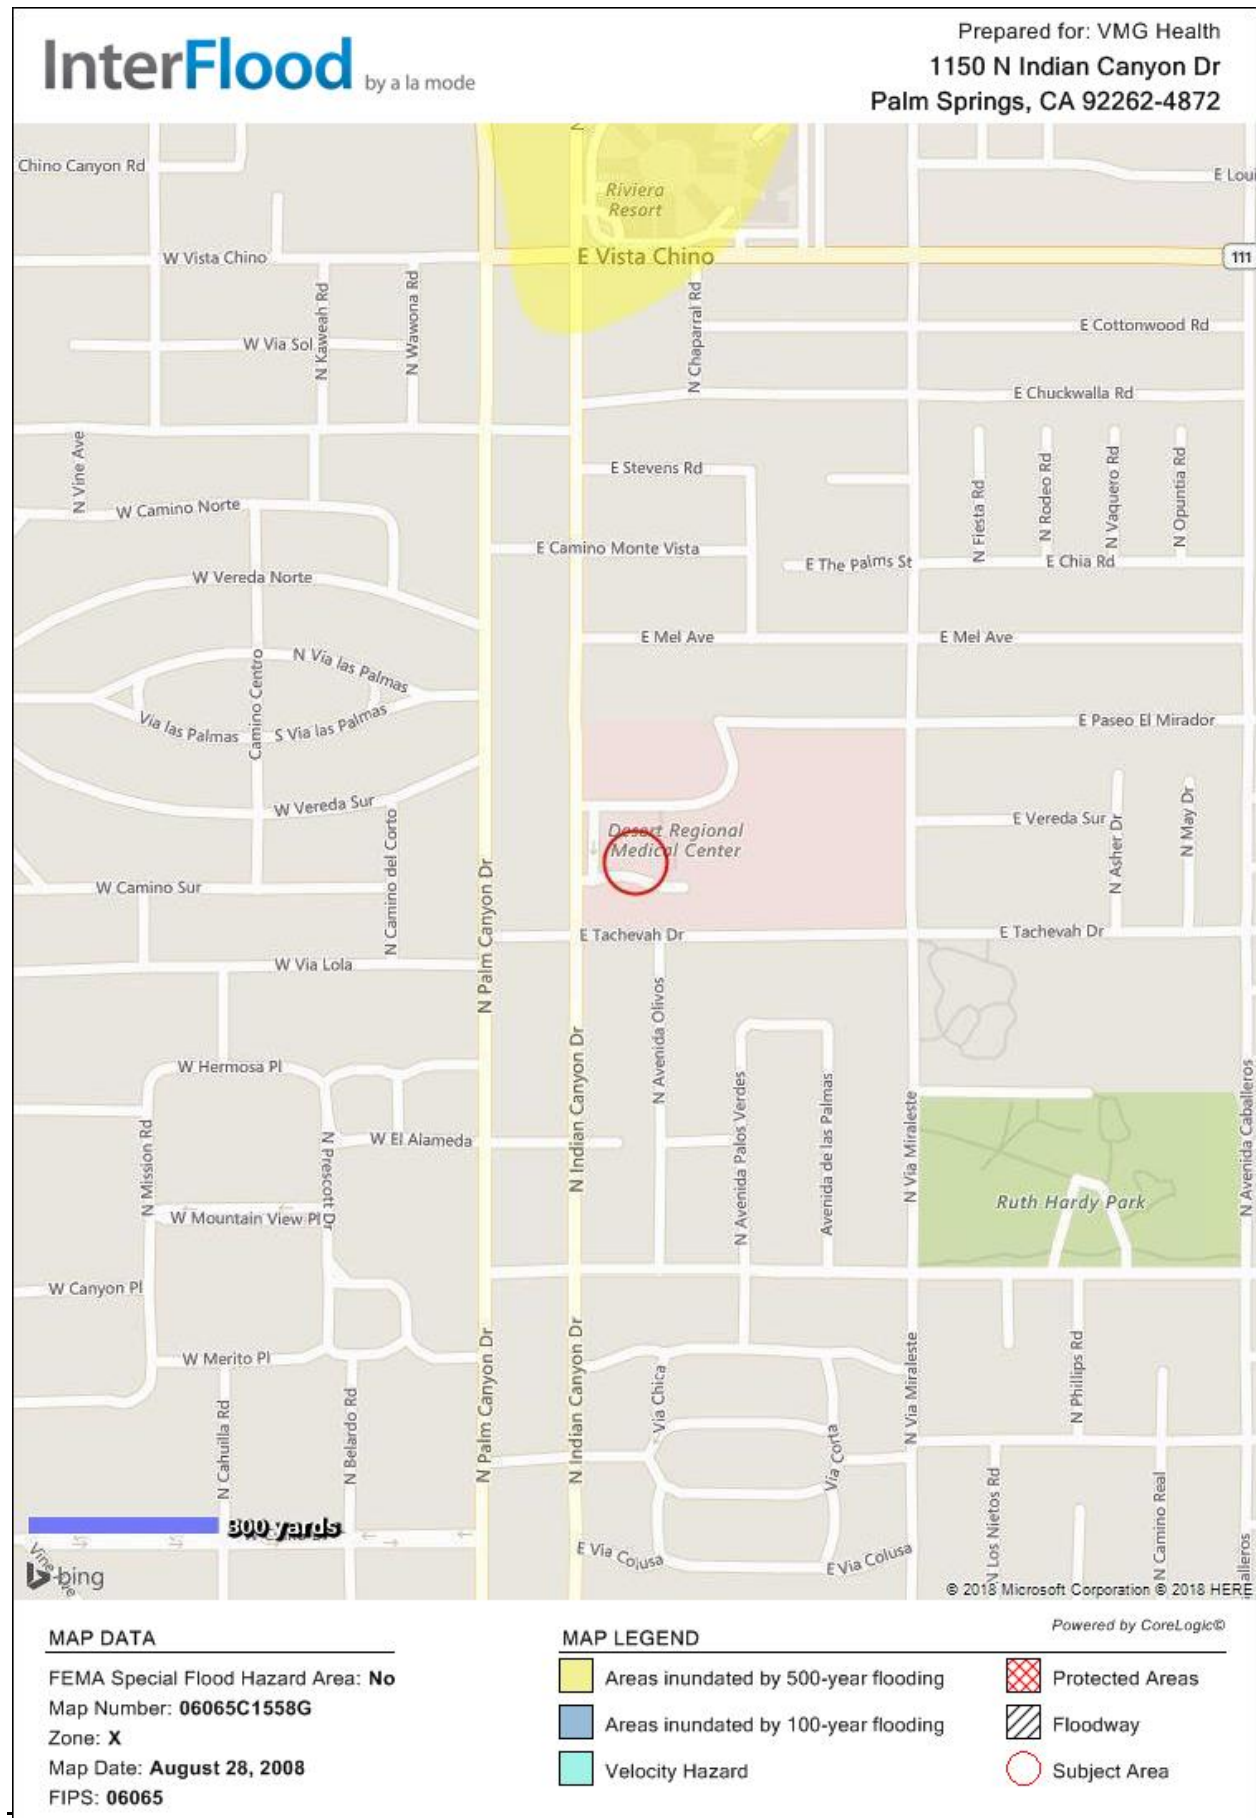 InterFlood by a la mode
Prepared for: VMG Health
1150 N Indian Canyon Dr
Palm Springs, CA 92262-4872
Chino Canyon Rd
E Loui
Riviera
Resort
W Vista Chino
E Vista Chino
111
N Kaweah Rd
N Wawona Rd
N Chaparral Rd
E Cottonwood Rd
W Via Sol
E Chuckwalla Rd
N Vine Ave
E Stevens Rd
N Fiesta Rd
N Rodeo Rd
N Vaquero Rd
N Opuntia Rd
W Camino Norte
E Camino Monte Vista
E The Palms St
E Chia Rd
W Vereda Norte
E Mel Ave
E Mel Ave
N Via las Palmas
Camino Centro
Via las Palmas
S Via las Palmas
E Paseo El Mirador
W Vereda Sur
N Camino del Corto
Desert Regional
Medical Center
E Vereda Sur
N Asher Dr
N May Dr
W Camino Sur
N Palm Canyon Dr
E Tachevah Dr
E Tachevah Dr
W Via Lola
N Avenida Olivos
W Hermosa Pl
N Indian Canyon Dr
N Avenida Palos Verdes
Avenida de las Palmas
N Via Miraleste
N Avenida Caballeros
N Mission Rd
N Prescott Dr
W El Alameda
Ruth Hardy Park
W Mountain View Pl
W Canyon Pl
W Merito Pl
N Palm Canyon Dr
N Indian Canyon Dr
Via Chica
N Via Miraleste
N Phillips Rd
N Cahuilla Rd
N Belardo Rd
Via Corta
N Los Nietos Rd
N Camino Real
300 yards
E Via Colusa
E Via Colusa
alleros
Vine
bing
© 2018 Microsoft Corporation © 2018 HERE
Powered by CoreLogic©
MAP DATA
FEMA Special Flood Hazard Area: No
Map Number: 06065C1558G
Zone: X
Map Date: August 28, 2008
FIPS: 06065
MAP LEGEND
Areas inundated by 500-year flooding
Areas inundated by 100-year flooding
Velocity Hazard
Protected Areas
Floodway
Subject Area